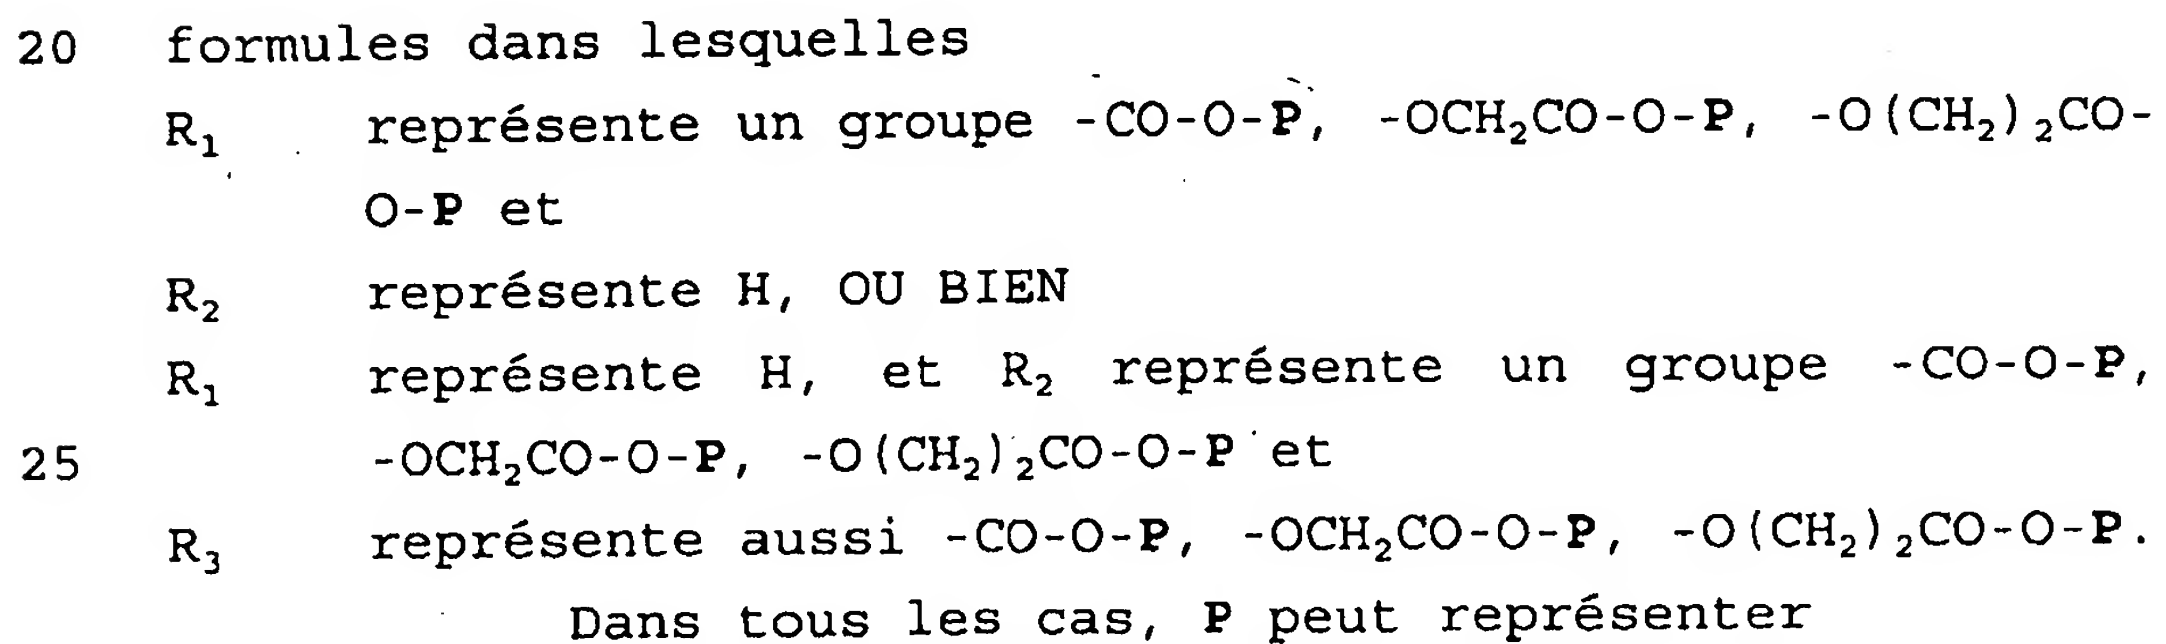 20 formules dans lesquelles
R₁ représente un groupe -CO-O-P, -OCH₂CO-O-P, -O(CH₂)₂CO-
O-P et
R₂ représente H, OU BIEN
R₁ représente H, et R₂ représente un groupe -CO-O-P,
25 -OCH₂CO-O-P, -O(CH₂)₂CO-O-P et
R₃ représente aussi -CO-O-P, -OCH₂CO-O-P, -O(CH₂)₂CO-O-P.
Dans tous les cas, P peut représenter